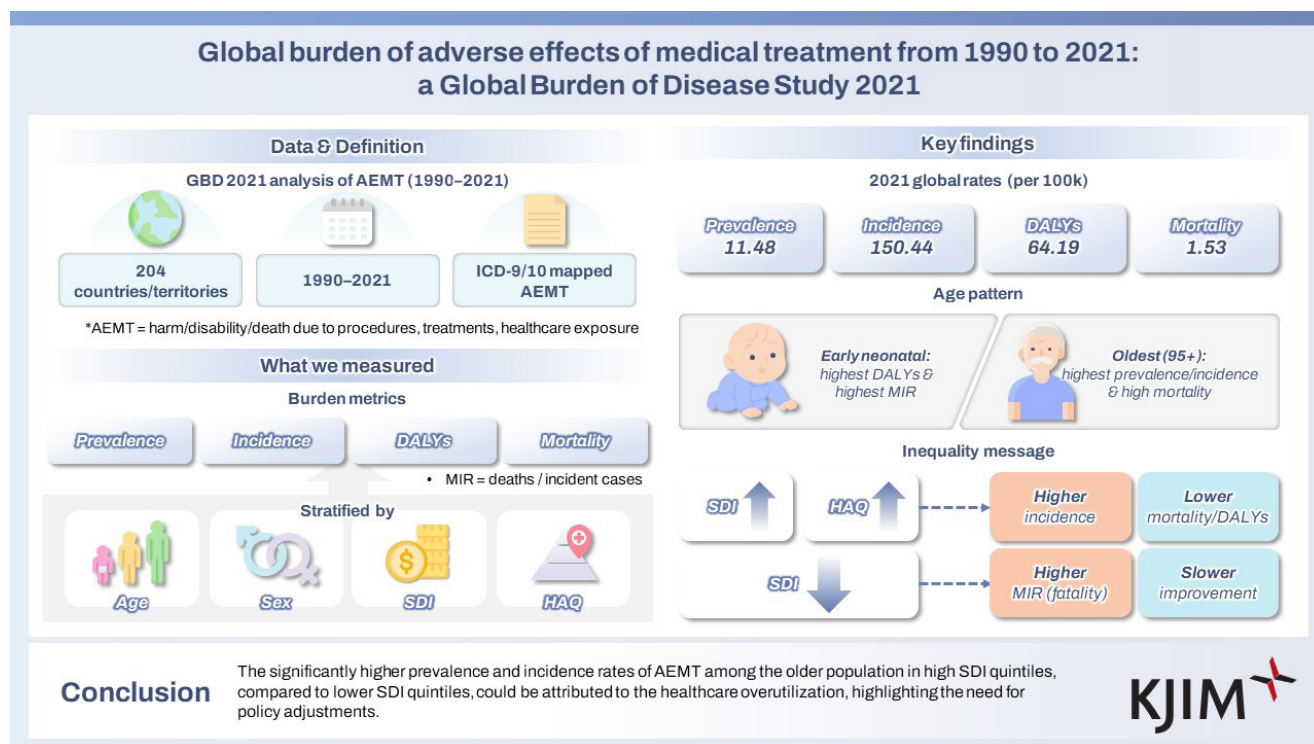 Global burden of adverse effects of medical treatment from 1990 to 2021:
a Global Burden of Disease Study 2021
Data & Definition
GBD 2021 analysis of AEMT (1990–2021)
204
countries/territories
1990–2021
ICD-9/10 mapped
AEMT
*AEMT = harm/disability/death due to procedures, treatments, healthcare exposure
What we measured
Burden metrics
Prevalence
Incidence
DALYs
Mortality
• MIR = deaths / incident cases
Stratified by
Age
Sex
$
SDI
HAQ
Key findings
2021 global rates (per 100k)
Prevalence
11.48
Incidence
150.44
DALYs
64.19
Mortality
1.53
Age pattern
Early neonatal:
highest DALYs &
highest MIR
Oldest (95+):
highest prevalence/incidence
& high mortality
Inequality message
SDI
HAQ
Higher
incidence
Lower
mortality/DALYs
SDI
Higher
MIR (fatality)
Slower
improvement
Conclusion
The significantly higher prevalence and incidence rates of AEMT among the older population in high SDI quintiles,
compared to lower SDI quintiles, could be attributed to the healthcare overutilization, highlighting the need for
policy adjustments.
KJIM